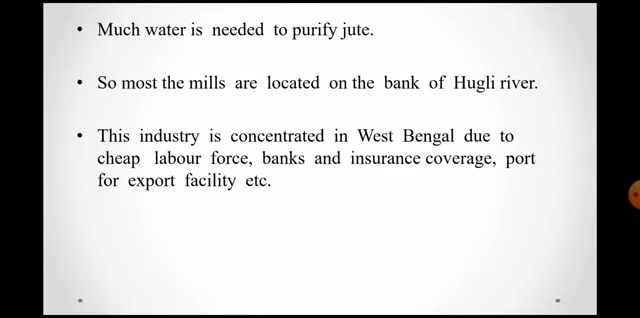 • Much water is needed to purify jute.
• So most the mills are located on the bank of Hugli river.
• This industry is concentrated in West Bengal due to
cheap labour force, banks and insurance coverage, port
for export facility etc.